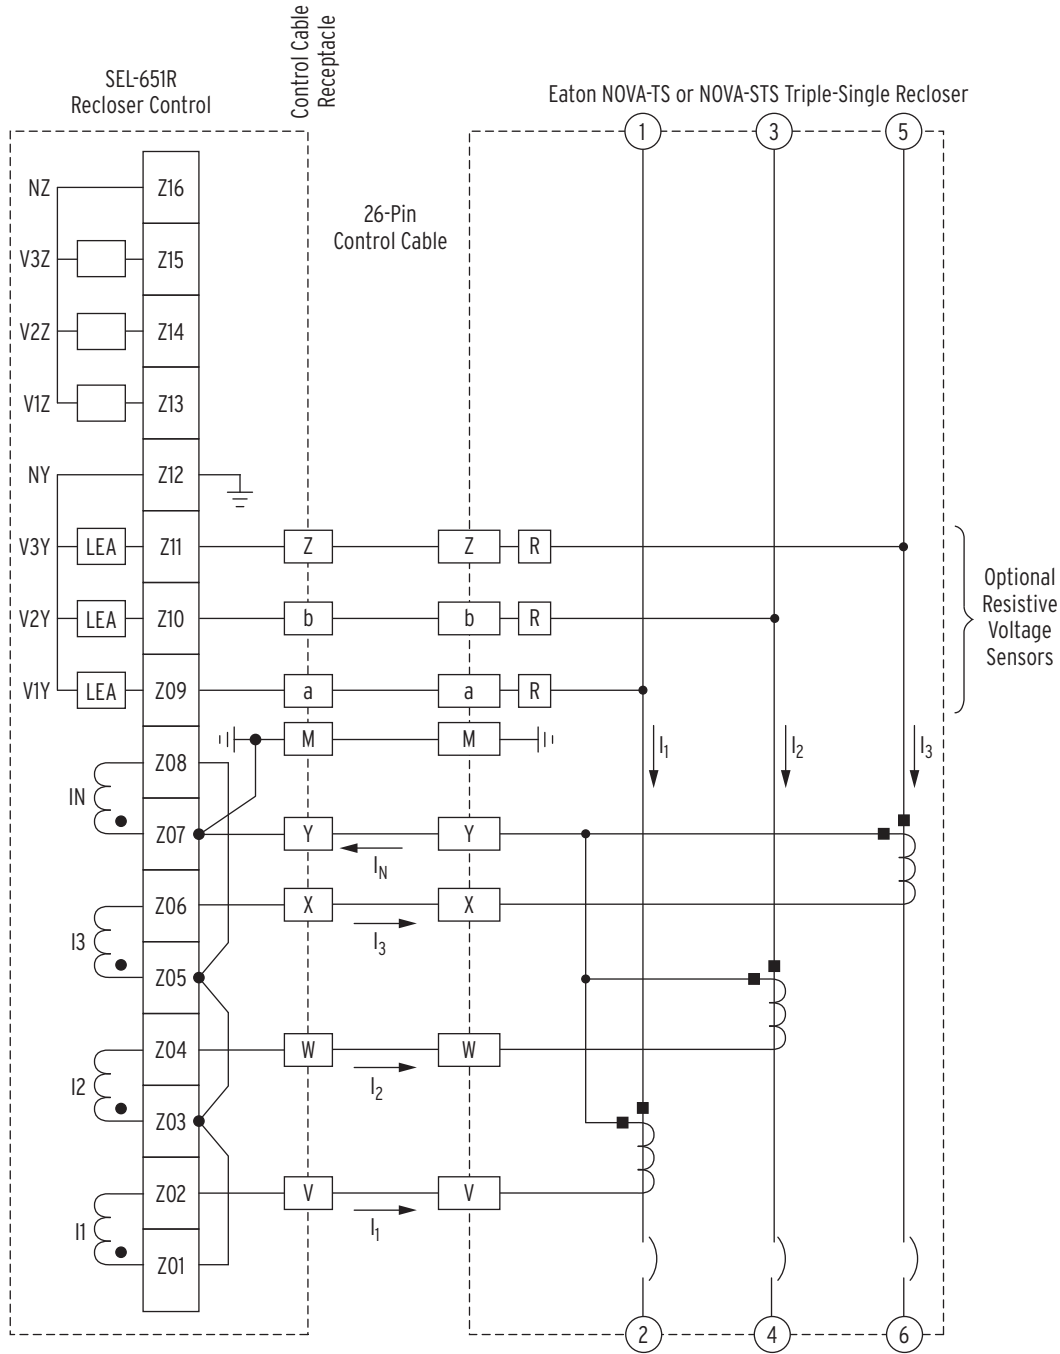 Control Cable
Receptacle
SEL-651R
Recloser Control
Eaton NOVA-TS or NOVA-STS Triple-Single Recloser
1
3
5
NZ
Z16
26-Pin
Control Cable
V3Z
Z15
V2Z
Z14
V1Z
Z13
NY
Z12
V3Y
LEA
Z11
Z
Z
R
V2Y
LEA
Z10
b
b
R
V1Y
LEA
Z09
a
a
R
Optional
Resistive
Voltage
Sensors
M
M
I1
I2
I3
Z08
IN
Z07
Y
Y
IN
Z06
X
X
I3
I3
Z05
Z04
W
W
I2
I2
Z03
Z02
V
V
I1
I1
Z01
2
4
6